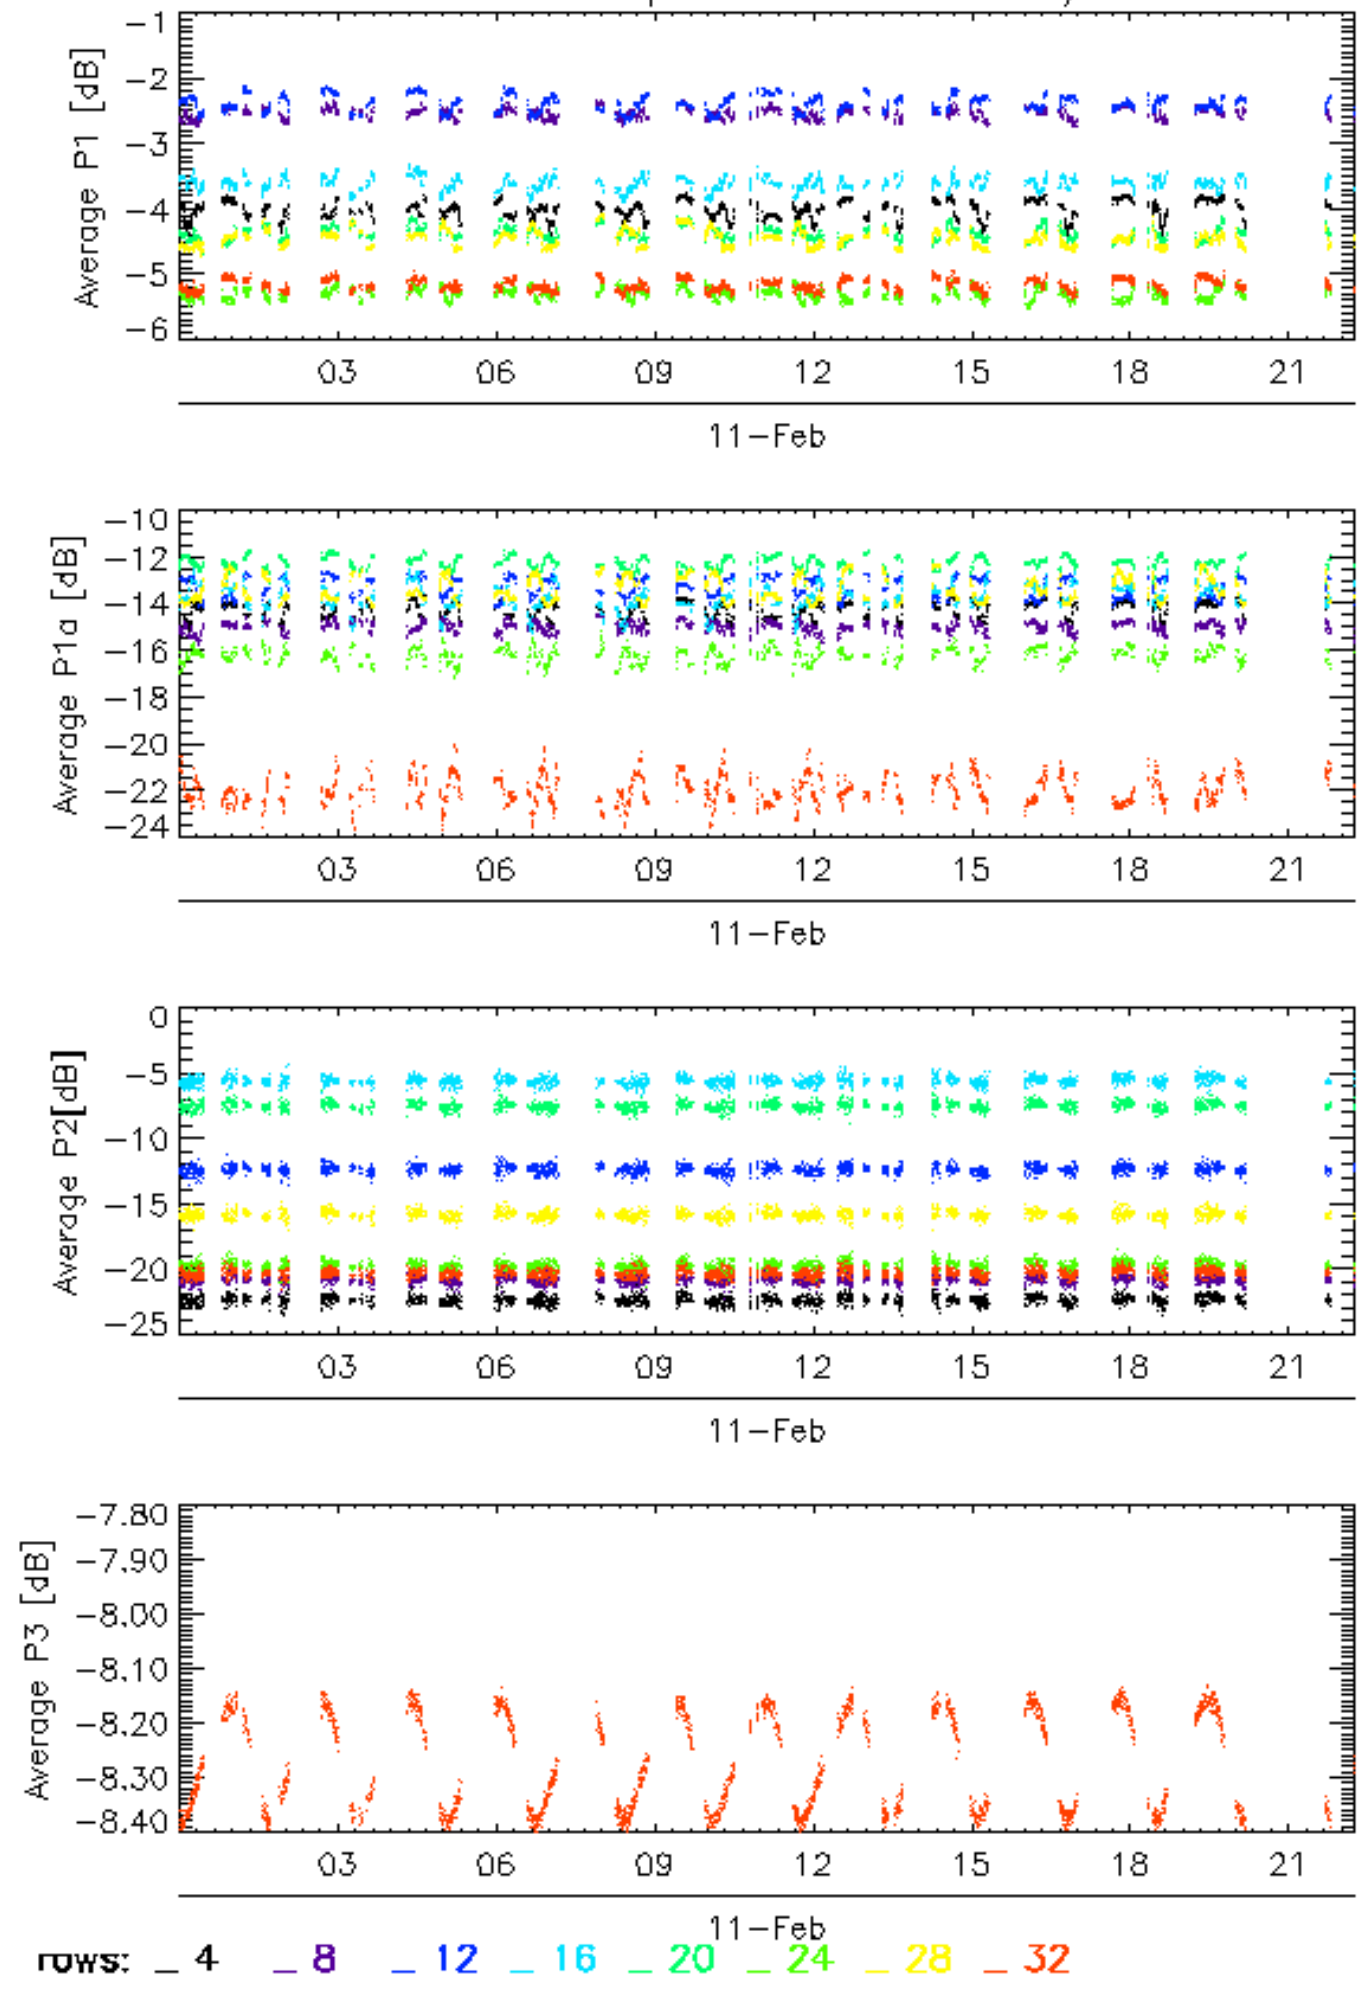 Average P1 [dB]
-1
-2
-3
-4
-5
-6
03 06 09 12 15 18 21
11-Feb
Average P1a [dB]
-10
-12
-14
-16
-18
-20
-22
-24
03 06 09 12 15 18 21
11-Feb
Average P2[dB]
0
-5
-10
-15
-20
-25
03 06 09 12 15 18 21
11-Feb
Average P3 [dB]
-7.80
-7.90
-8.00
-8.10
-8.20
-8.30
-8.40
03 06 09 12 15 18 21
11-Feb
rows: _ 4 _ 8 _ 12 _ 16 _ 20 _ 24 _ 28 _ 32